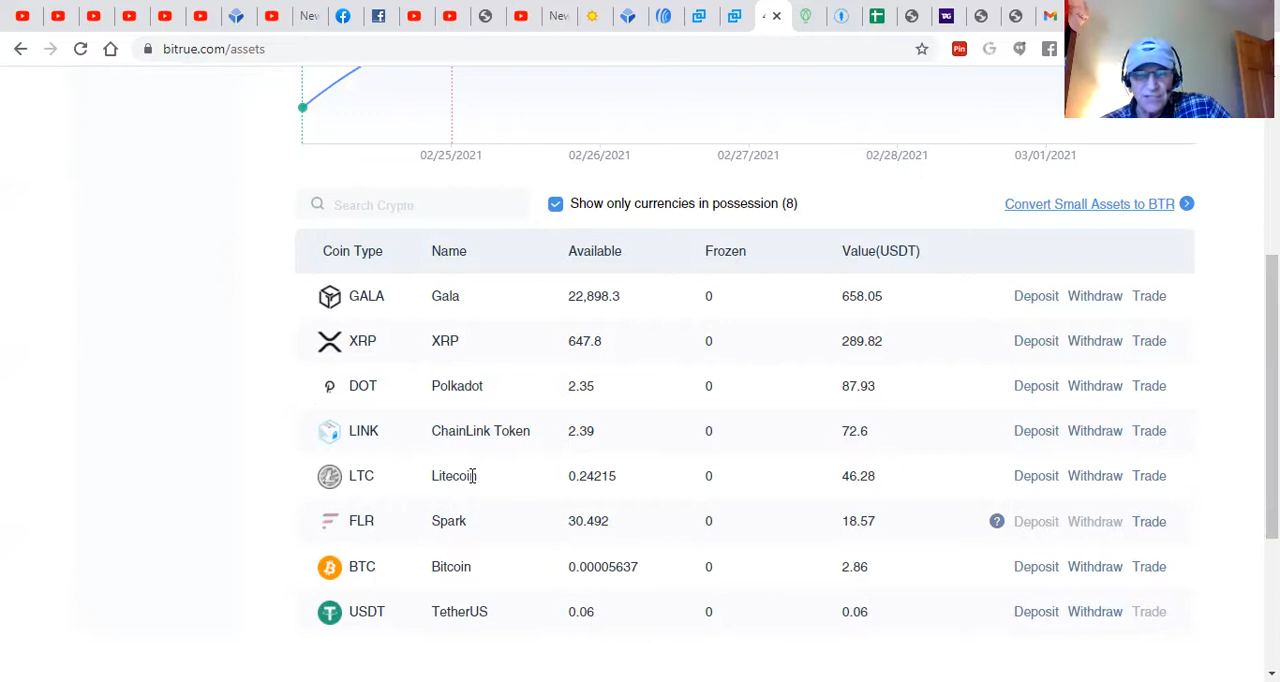 New
New
bitrue.com/assets
Pin
02/25/2021
02/26/2021
02/27/2021
02/28/2021
03/01/2021
Search Crypto
Show only currencies in possession (8)
Convert Small Assets to BTR
Coin Type Name Available Frozen Value(USDT)
GALA Gala 22,898.3 0 658.05 Deposit Withdraw Trade
XRP XRP 647.8 0 289.82 Deposit Withdraw Trade
DOT Polkadot 2.35 0 87.93 Deposit Withdraw Trade
LINK ChainLink Token 2.39 0 72.6 Deposit Withdraw Trade
LTC Litecoin 0.24215 0 46.28 Deposit Withdraw Trade
FLR Spark 30.492 0 18.57 ? Deposit Withdraw Trade
BTC Bitcoin 0.00005637 0 2.86 Deposit Withdraw Trade
USDT TetherUS 0.06 0 0.06 Deposit Withdraw Trade